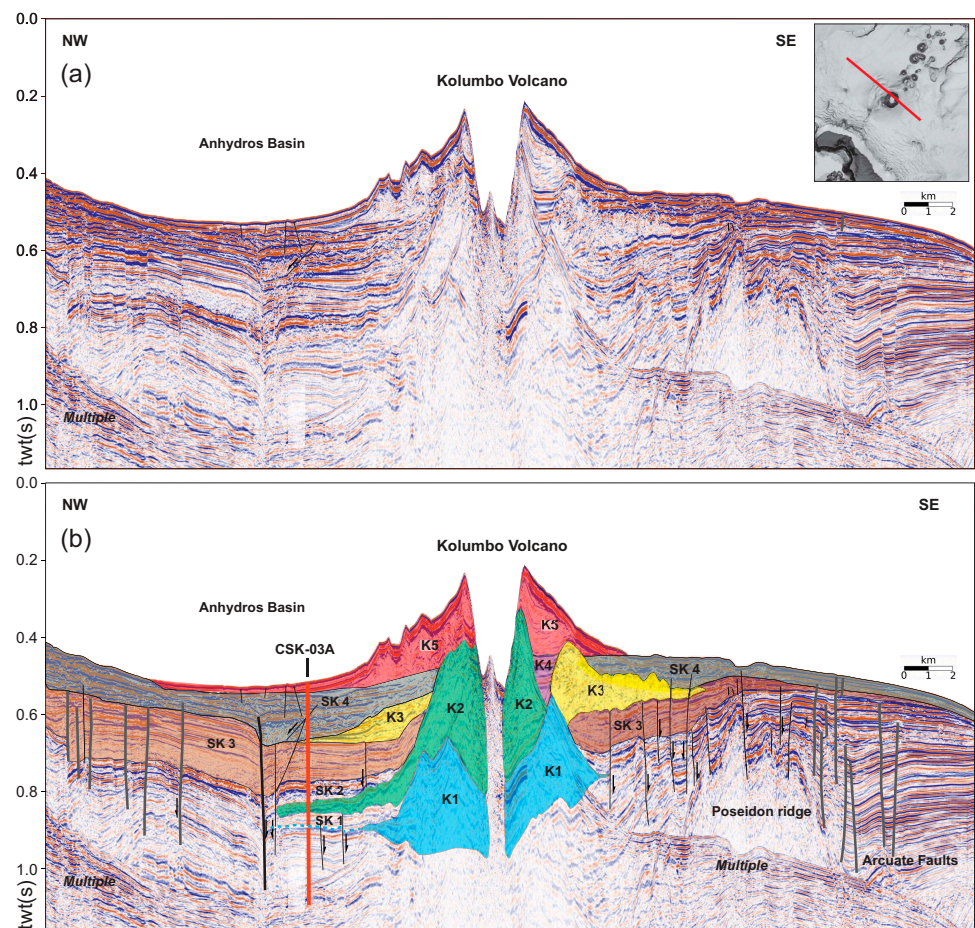 (a)
NW
SE
Kolumbo Volcano
Anhydros Basin
0.0
0.2
0.4
0.6
0.8
1.0
twt(s)
km
0 1 2
Multiple
(b)
NW
SE
Kolumbo Volcano
Anhydros Basin
CSK-03A
0.0
0.2
0.4
0.6
0.8
1.0
twt(s)
km
0 1 2
K5
K5
SK 4
K4
SK 4
K3
K2
K2
K3
SK 3
SK 3
SK 2
K1
K1
SK 1
Poseidon ridge
Multiple
Multiple
Arcuate Faults